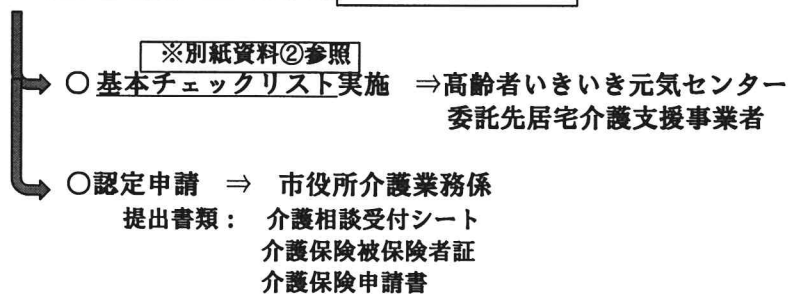 ※別紙資料②参照
○基本チェックリスト実施 ⇒高齢者いきいき元気センター
委託先居宅介護支援事業者
○認定申請 ⇒ 市役所介護業務係
提出書類： 介護相談受付シート
介護保険被保険者証
介護保険申請書